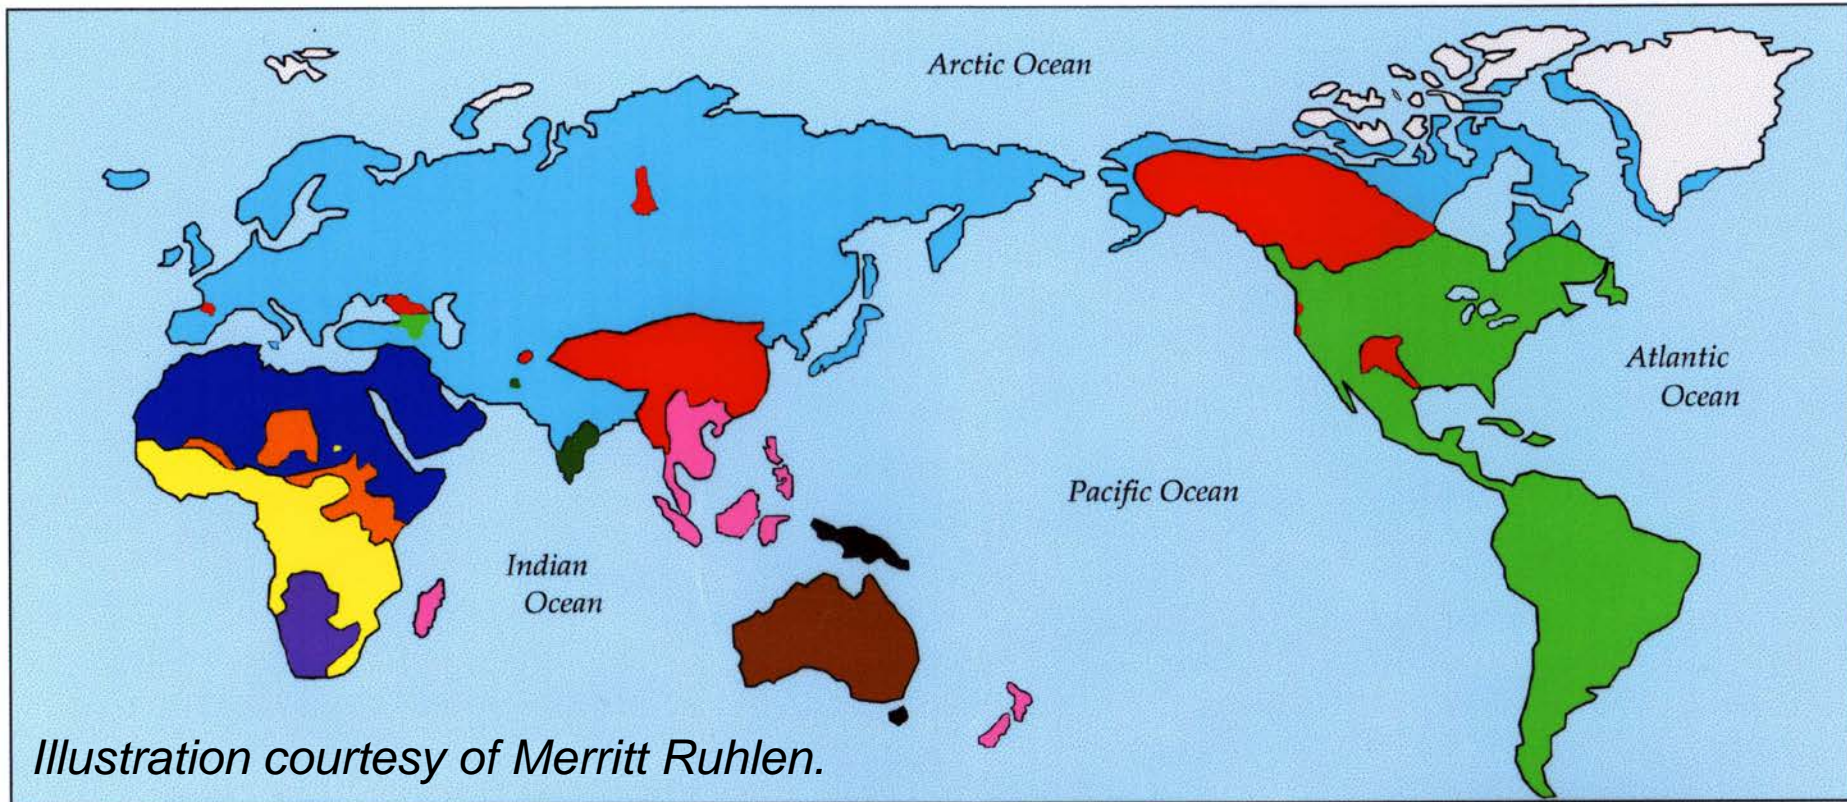 Arctic Ocean
Atlantic
Ocean
Pacific Ocean
Indian
Ocean
Illustration courtesy of Merritt Ruhlen.